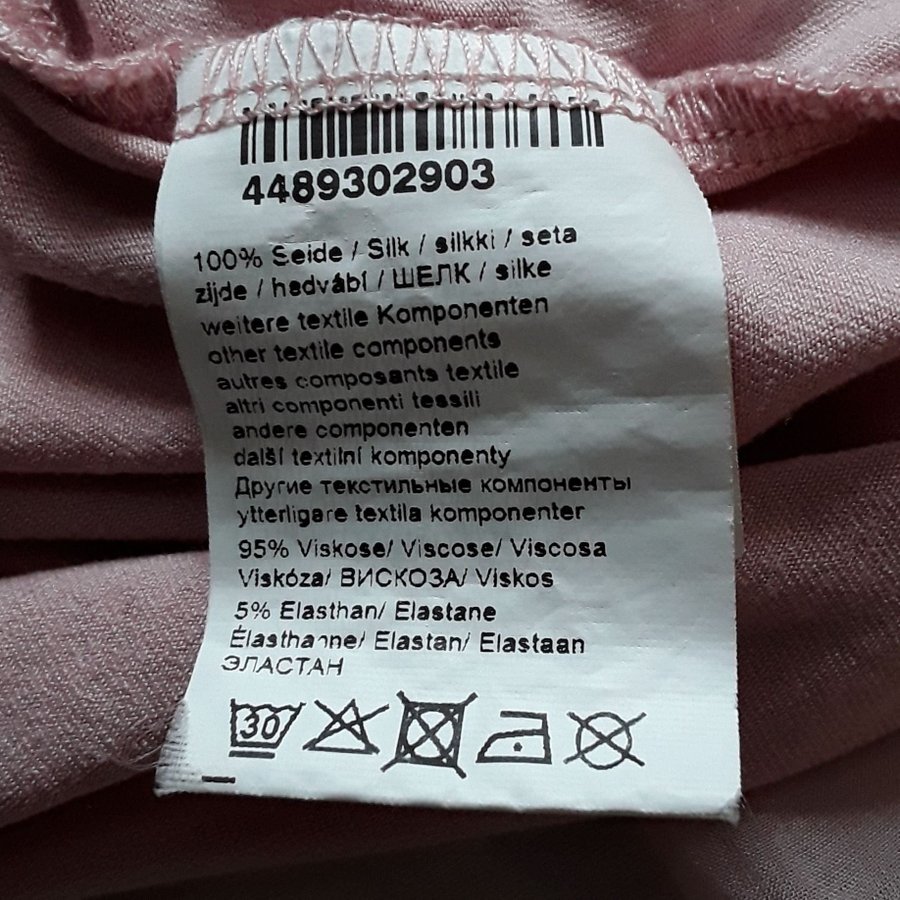 4489302903
100% Seide / Silk / silkki / seta
zijde / hedvábí / ШЕЛК / silke
weitere textile Komponenten
other textile components
autres composants textile
altri componenti tessili
andere componenten
další textilní komponenty
Другие текстильные компоненты
ytterligare textila komponenter
95% Viskose/ Viscose/ Viscosa
Viskóza/ ВИСКОЗА/ Viskos
5% Elasthan/ Elastane
Élasthanne/ Elastan/ Elastaan
ЭЛАСТАН
30